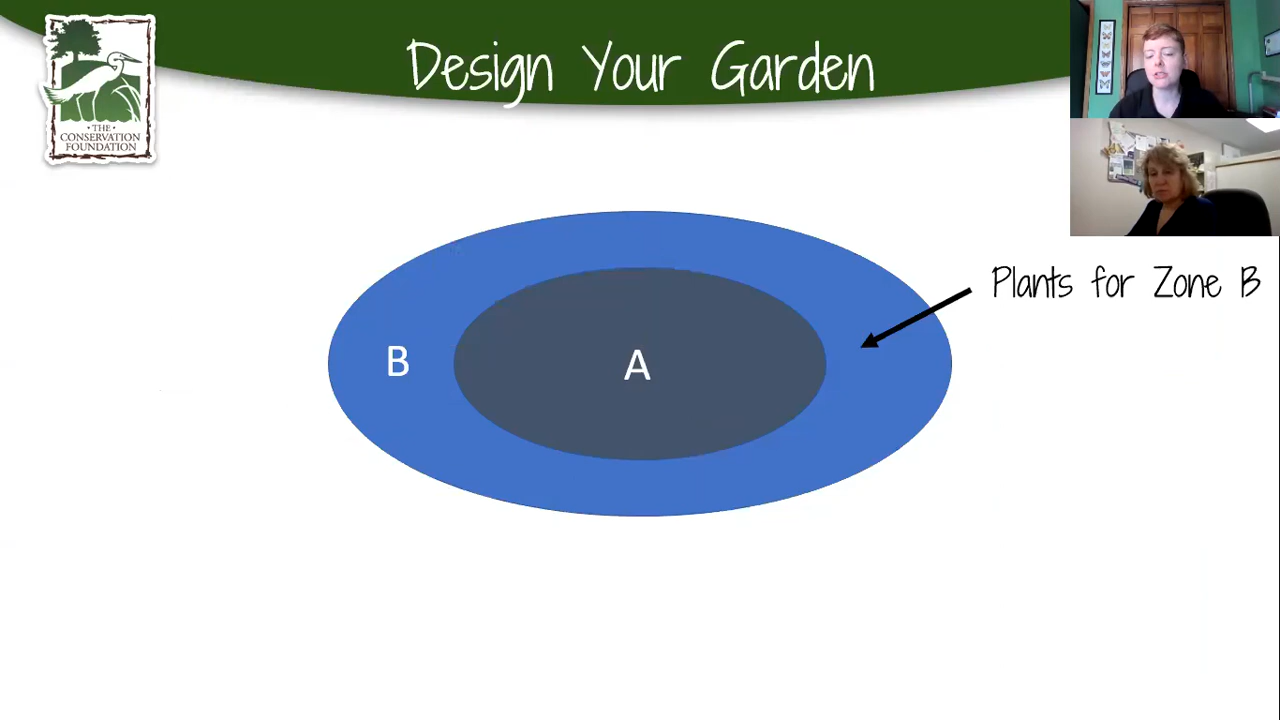 Design Your Garden
• THE •
CONSERVATION
FOUNDATION
Plants for Zone B
B
A